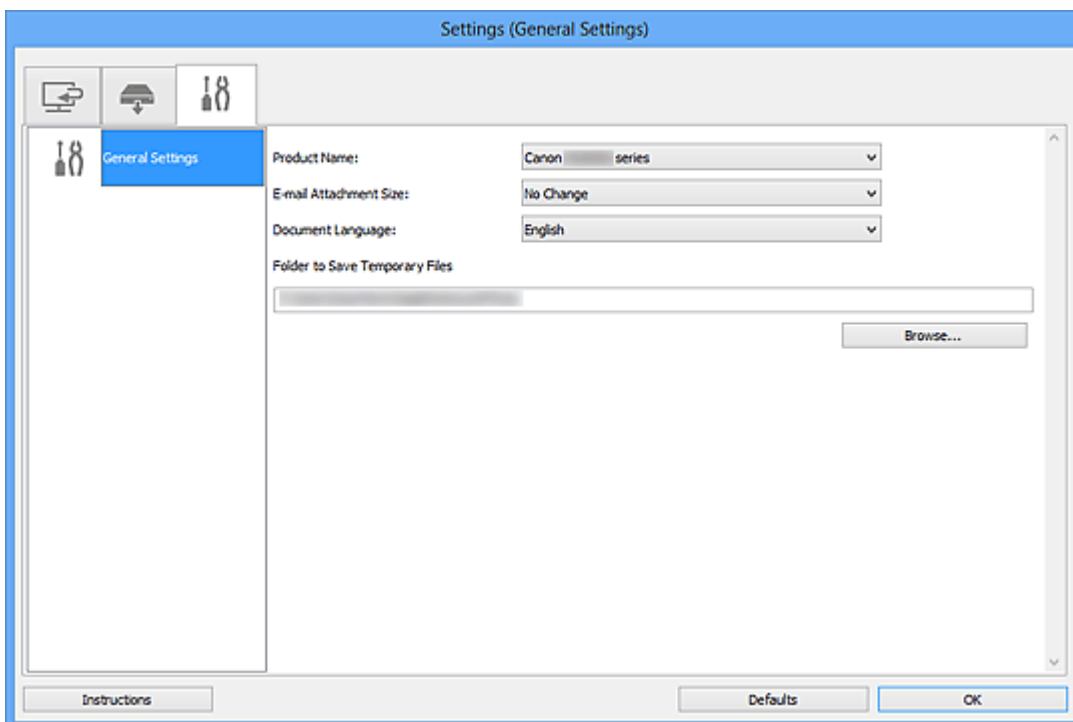 Settings (General Settings)
General Settings
Product Name:
Canon series
E-mail Attachment Size:
No Change
Document Language:
English
Folder to Save Temporary Files
Browse...
Instructions
Defaults
OK